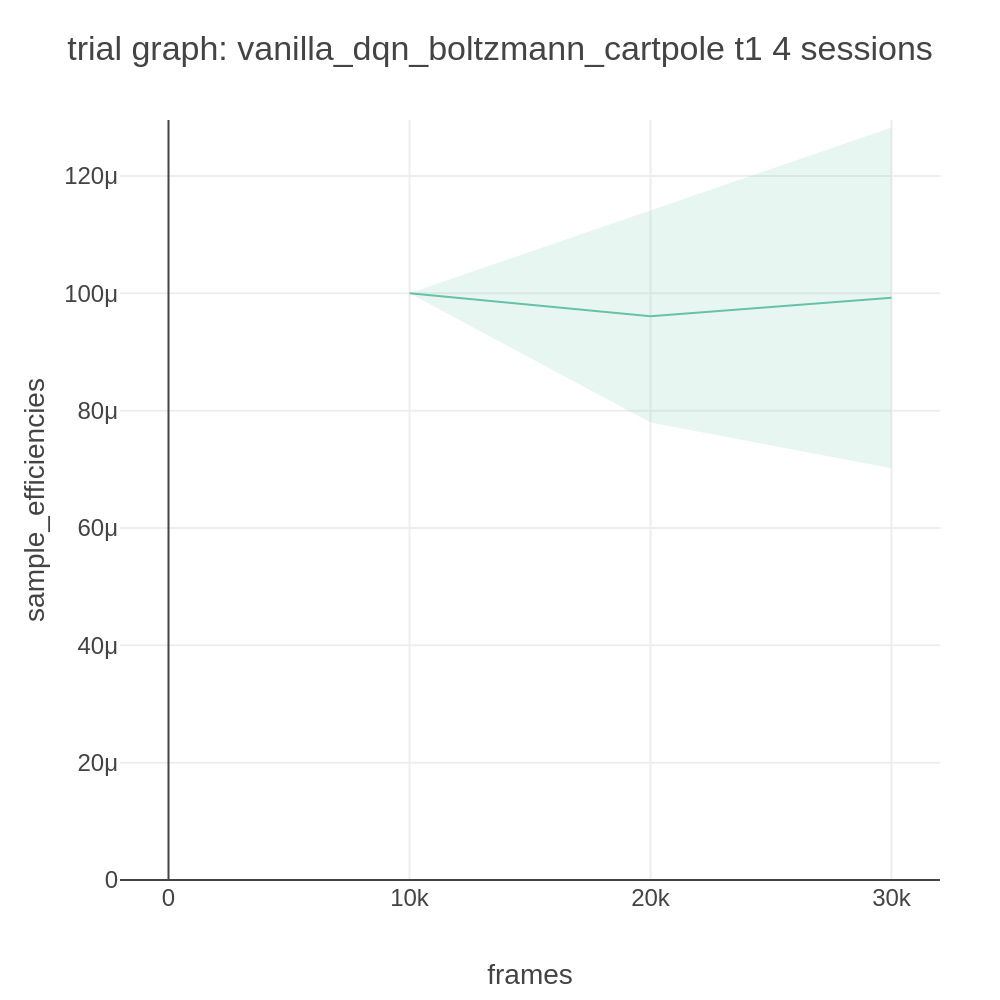 trial graph: vanilla_dqn_boltzmann_cartpole t1 4 sessions
120μ
100μ
80μ
60μ
40μ
20μ
0
sample_efficiencies
0 10k 20k 30k
frames